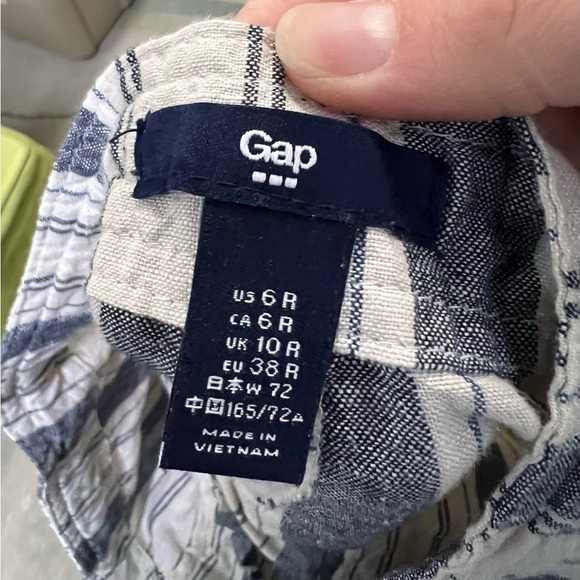 Gap
US 6 R
CA 6 R
UK 10 R
EU 38 R
日本 W 72
中国 165/72A
MADE IN
VIETNAM